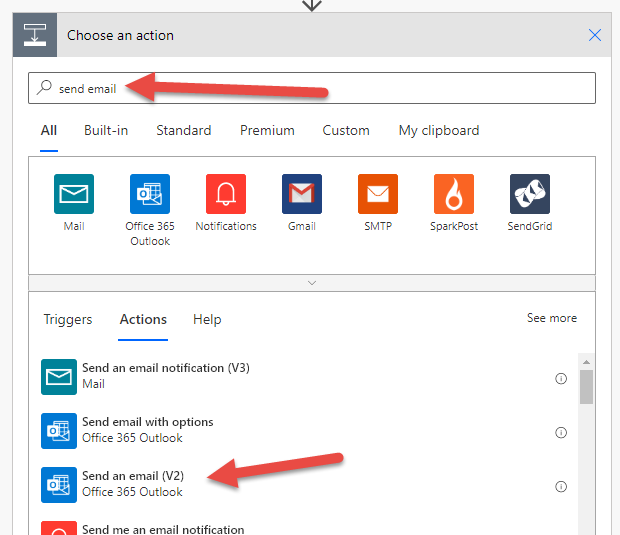 Choose an action
send email
All Built-in Standard Premium Custom My clipboard
Mail Office 365 Outlook Notifications Gmail SMTP SparkPost SendGrid
Triggers Actions Help See more
Send an email notification (V3)
Mail
Send email with options
Office 365 Outlook
Send an email (V2)
Office 365 Outlook
Send me an email notification